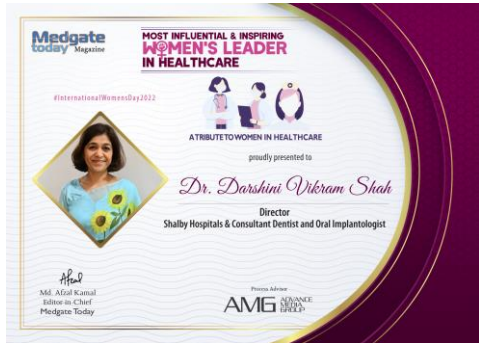 Medgate
today Magazine
MOST INFLUENTIAL & INSPIRING
WOMEN'S LEADER
IN HEALTHCARE
#InternationalWomensDay2022
A TRIBUTE TO WOMEN IN HEALTHCARE
proudly presented to
Dr. Darshini Vikram Shah
Director
Shalby Hospitals & Consultant Dentist and Oral Implantologist
Afzal
Md. Afzal Kamal
Editor-in-Chief
Medgate Today
Process Advisor
AMG ADVANCE
MEDIA
GROUP